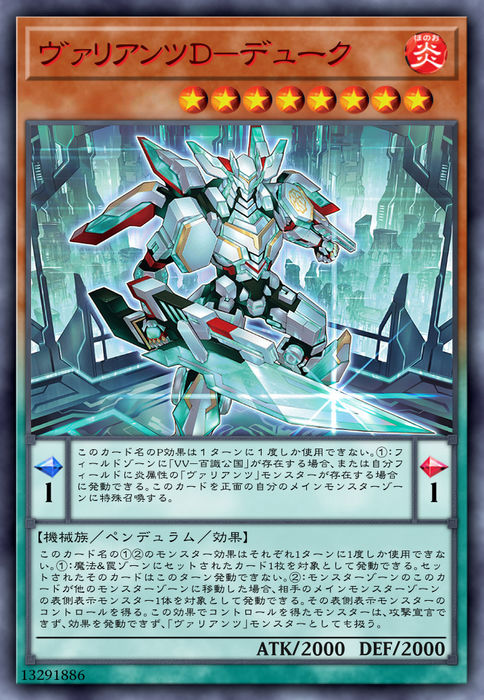 ヴァリアンツD－デューク
ほのお
炎
このカード名のP効果は1ターンに1度しか使用できない。①：フ
ィールドゾーンに「VV－百識公国」が存在する場合、または自分フ
ィールドに炎属性の「ヴァリアンツ」モンスターが存在する場合
に発動できる。このカードを正面の自分のメインモンスターゾー
ンに特殊召喚する。
1
1
【機械族／ペンデュラム／効果】
このカード名の①②のモンスター効果はそれぞれ1ターンに1度しか使用できな
い。①：魔法&罠ゾーンにセットされたカード1枚を対象として発動できる。セッ
トされたそのカードはこのターン発動できない。②：モンスターゾーンのこのカ
ードが他のモンスターゾーンに移動した場合、相手のメインモンスターゾーン
の表側表示モンスター1体を対象として発動できる。その表側表示モンスターの
コントロールを得る。この効果でコントロールを得たモンスターは、攻撃宣言で
きず、効果を発動できず、「ヴァリアンツ」モンスターとしても扱う。
ATK/2000 DEF/2000
13291886